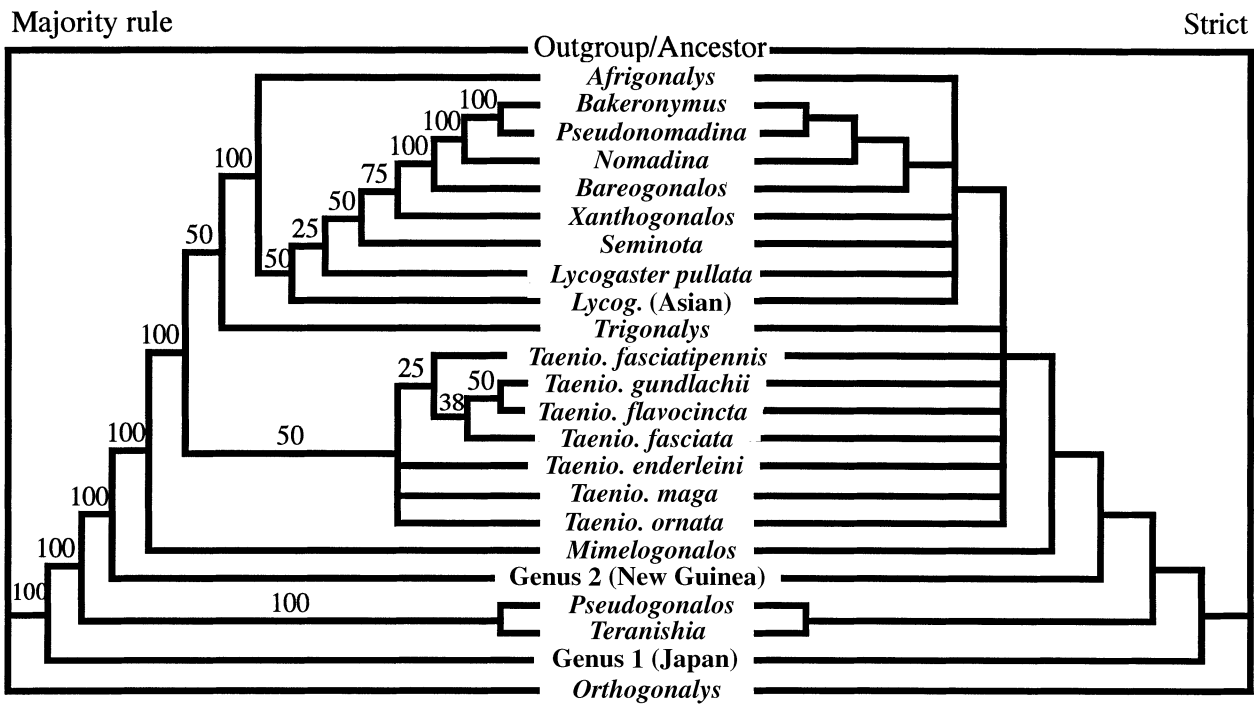 Majority rule
Strict
Outgroup/Ancestor
Afrigonalys
100
Bakeronymus
100
Pseudonomadina
100
Nomadina
100
75
Bareogonalos
50
Xanthogonalos
50
25
Seminota
50
Lycogaster pullata
Lycog. (Asian)
100
Trigonalys
Taenio. fasciatipennis
25
50
Taenio. gundlachii
38
Taenio. flavocincta
100
50
Taenio. fasciata
Taenio. enderleini
100
Taenio. maga
Taenio. ornata
100
Mimelogonalos
100
Genus 2 (New Guinea)
100
Pseudogonalos
Teranishia
Genus 1 (Japan)
Orthogonalys